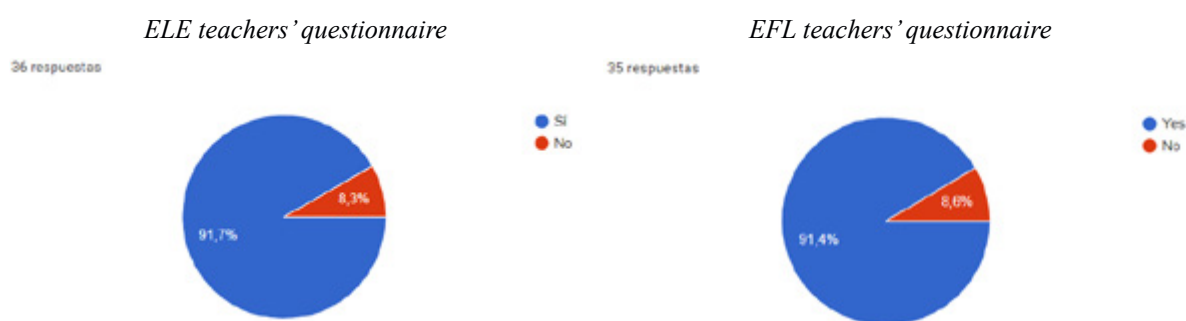 ELE teachers' questionnaire
EFL teachers' questionnaire
36 respuestas
35 respuestas
Sí
No
8,3%
91,7%
Yes
No
8,6%
91,4%